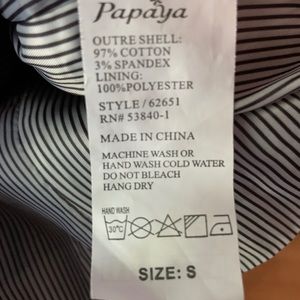 Papaya
OUTRE SHELL:
97% COTTON
3% SPANDEX
LINING:
100%POLYESTER
STYLE / 62651
RN# 53840-1
MADE IN CHINA
MACHINE WASH OR
HAND WASH COLD WATER
DO NOT BLEACH
HANG DRY
HAND WASH
30°C
SIZE: S